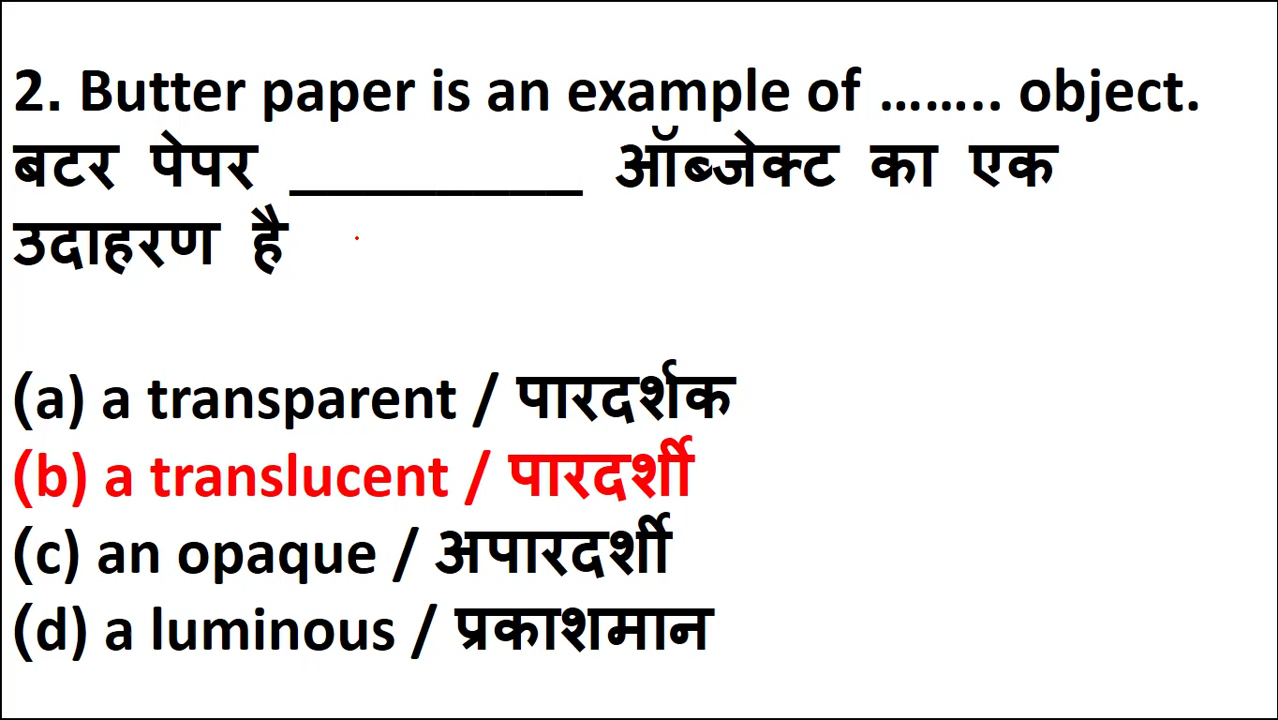 2. Butter paper is an example of …….. object.
बटर पेपर __________ ऑब्जेक्ट का एक
उदाहरण है
(a) a transparent / पारदर्शक
(b) a translucent / पारदर्शी
(c) an opaque / अपारदर्शी
(d) a luminous / प्रकाशमान